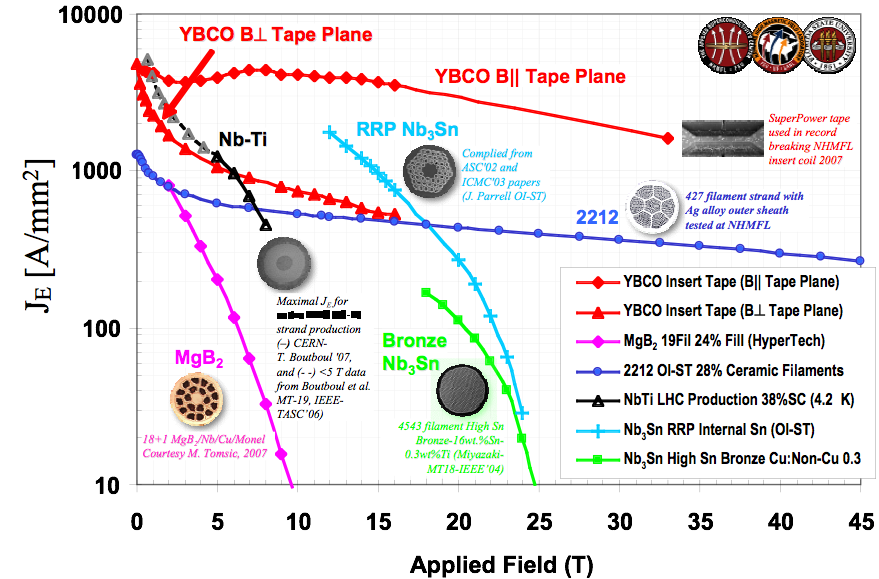 10000
1000
100
10
J_E [A/mm²]
0 5 10 15 20 25 30 35 40 45
Applied Field (T)
YBCO B⊥ Tape Plane
YBCO B|| Tape Plane
Nb-Ti
RRP Nb₃Sn
Complied from
ASC'02 and
ICMC'03 papers
(J. Parrell OI-ST)
SuperPower tape
used in record
breaking NHMFL
insert coil 2007
2212
427 filament strand with
Ag alloy outer sheath
tested at NHMFL
Maximal J_E for
strand production
(–) CERN-
T. Boutboul '07,
and (- -) <5 T data
from Boutboul et al.
MT-19, IEEE-
TASC'06)
MgB₂
18+1 MgB₂/Nb/Cu/Monel
Courtesy M. Tomsic, 2007
Bronze
Nb₃Sn
4543 filament High Sn
Bronze-16wt.%Sn-
0.3wt%Ti (Miyazaki-
MT18-IEEE'04)
YBCO Insert Tape (B|| Tape Plane)
YBCO Insert Tape (B⊥ Tape Plane)
MgB₂ 19Fil 24% Fill (HyperTech)
2212 OI-ST 28% Ceramic Filaments
NbTi LHC Production 38%SC (4.2 K)
Nb₃Sn RRP Internal Sn (OI-ST)
Nb₃Sn High Sn Bronze Cu:Non-Cu 0.3